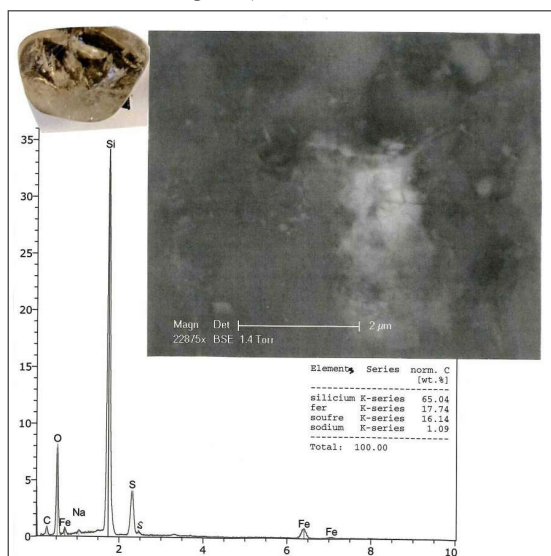 35
Si
30
25
20
15
10
5
0
O
C
Fe
Na
S
S
Fe
Fe
2
4
6
8
10
Magn Det
22875x BSE 1.4 Torr
2 µm
Elements Series norm. C
[wt.%]
silicium K-series 65.04
fer K-series 17.74
soufre K-series 16.14
sodium K-series 1.09
Total: 100.00